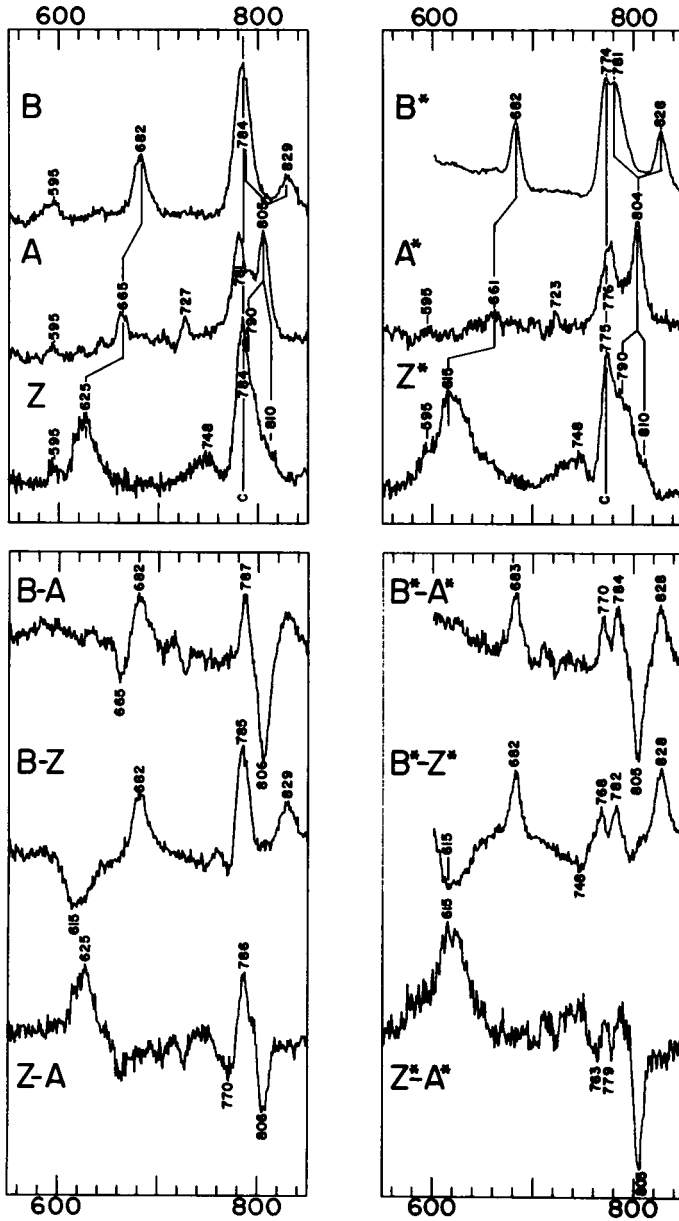 600 800
B
595 682 784 829
A
595 665 727 781 790 805
Z
595 625 748 784 810
C
600 800
B*
682 774 781 828
A*
595 661 723 776 804
Z*
595 615 748 775 790 810
C
B-A
665 682 787 806
B-Z
615 682 785 829
Z-A
625 770 786 806
600 800
B*-A*
683 770 784 805 828
B*-Z*
615 682 748 768 782 828
Z*-A*
615 763 779 805
600 800